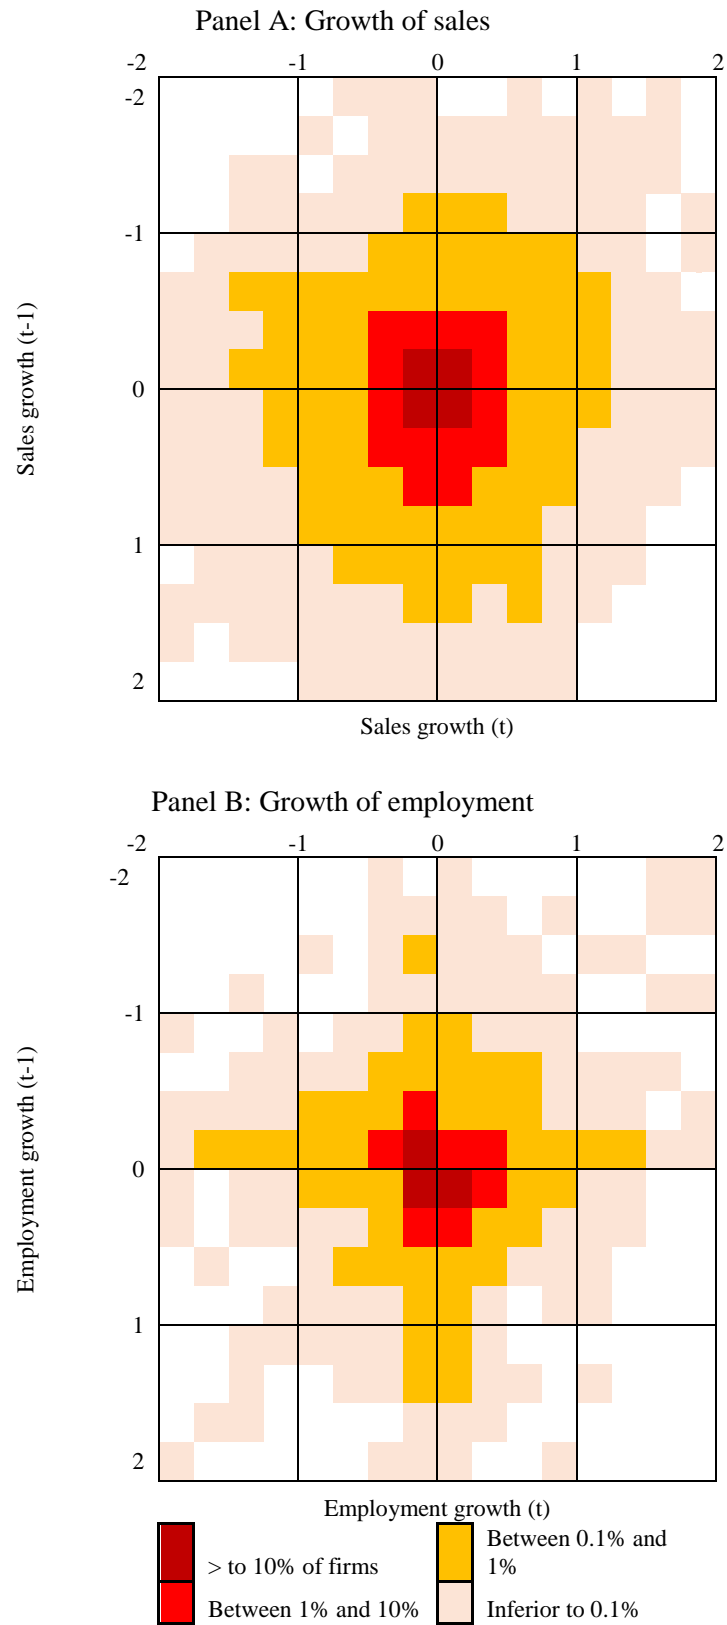 Panel A: Growth of sales
-2 -1 0 1 2
-2
-1
0
1
2
Sales growth (t-1)
Sales growth (t)
Panel B: Growth of employment
-2 -1 0 1 2
-2
-1
0
1
2
Employment growth (t-1)
Employment growth (t)
> to 10% of firms
Between 1% and 10%
Between 0.1% and
1%
Inferior to 0.1%